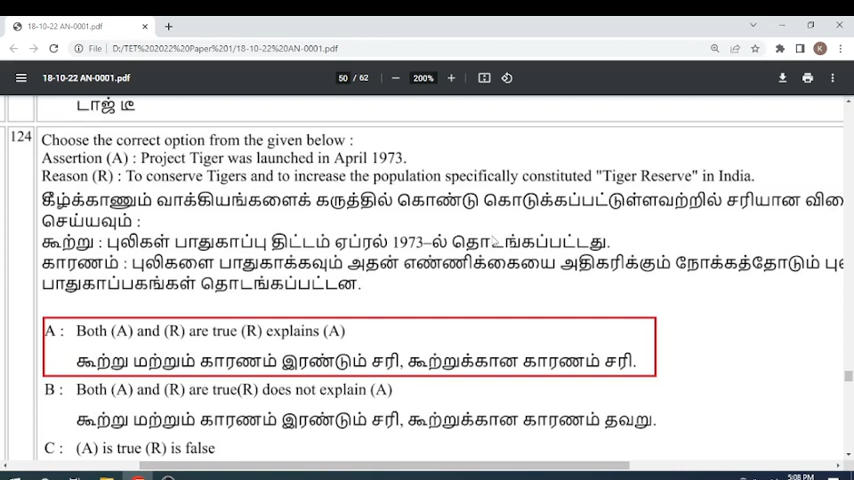 18-10-22 AN-0001.pdf
File
D:/TET%202022%20Paper%201/18-10-22%20AN-0001.pdf
K
18-10-22 AN-0001.pdf
50 / 62
200%
டாஜ் டீ
124
Choose the correct option from the given below :
Assertion (A) : Project Tiger was launched in April 1973.
Reason (R) : To conserve Tigers and to increase the population specifically constituted "Tiger Reserve" in India.
கீழ்க்காணும் வாக்கியங்களைக் கருத்தில் கொண்டு கொடுக்கப்பட்டுள்ளவற்றில் சரியான விடை
செய்யவும் :
கூற்று : புலிகள் பாதுகாப்பு திட்டம் ஏப்ரல் 1973–ல் தொடங்கப்பட்டது.
காரணம் : புலிகளை பாதுகாக்கவும் அதன் எண்ணிக்கையை அதிகரிக்கும் நோக்கத்தோடும்
பாதுகாப்பகங்கள் தொடங்கப்பட்டன.
A : Both (A) and (R) are true (R) explains (A)
கூற்று மற்றும் காரணம் இரண்டும் சரி, கூற்றுக்கான காரணம் சரி.
B : Both (A) and (R) are true(R) does not explain (A)
கூற்று மற்றும் காரணம் இரண்டும் சரி, கூற்றுக்கான காரணம் தவறு.
C : (A) is true (R) is false
5:08 PM